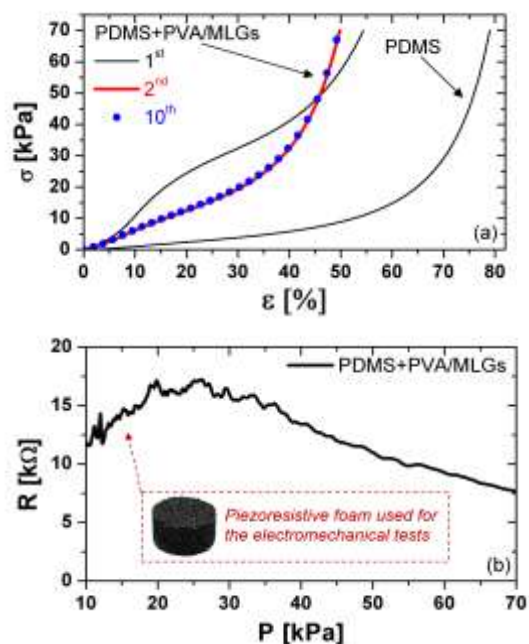 70
60
50
40
30
20
10
0
σ [kPa]
PDMS+PVA/MLGs
1st
2nd
10th
PDMS
(a)
0 10 20 30 40 50 60 70 80
ε [%]
20
15
10
5
0
R [kΩ]
PDMS+PVA/MLGs
Piezoresistive foam used for
the electromechanical tests
(b)
10 20 30 40 50 60 70
P [kPa]